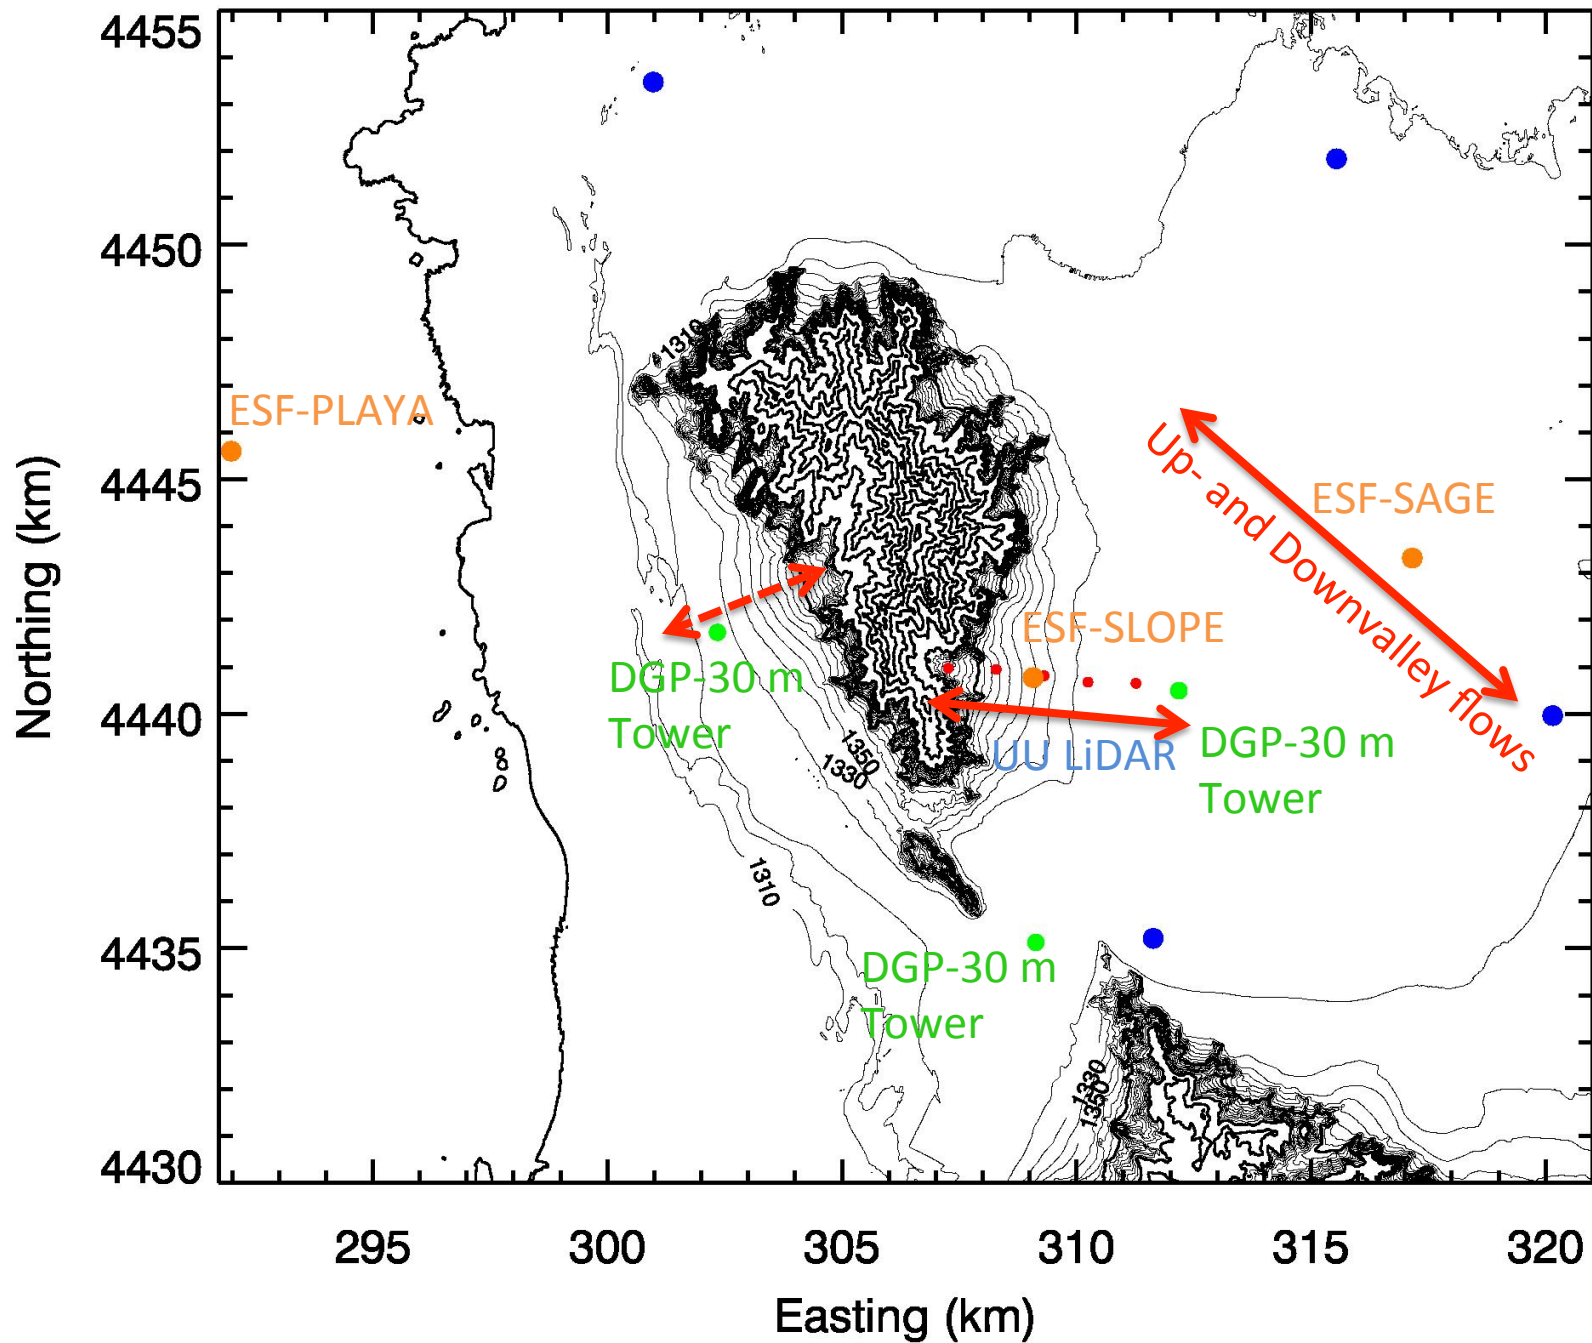 4455
4450
1310
ESF-PLAYA
Up- and Downvalley flows
4445
ESF-SAGE
Northing (km)
ESF-SLOPE
DGP-30 m
Tower
4440
1350
1330
UU LiDAR
DGP-30 m
Tower
1310
4435
DGP-30 m
Tower
1330
1350
4430
295
300
305
310
315
320
Easting (km)